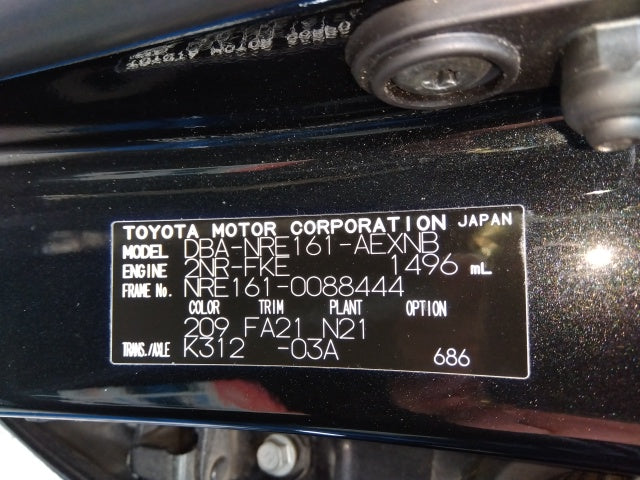 TOYOTA MOTOR CORPORATION JAPAN
MODEL DBA-NRE161-AEXNB
ENGINE 2NR-FKE 1496 mL
FRAME No. NRE161-0088444
COLOR TRIM PLANT OPTION
209 FA21 N21
TRANS./AXLE K312 -03A 686